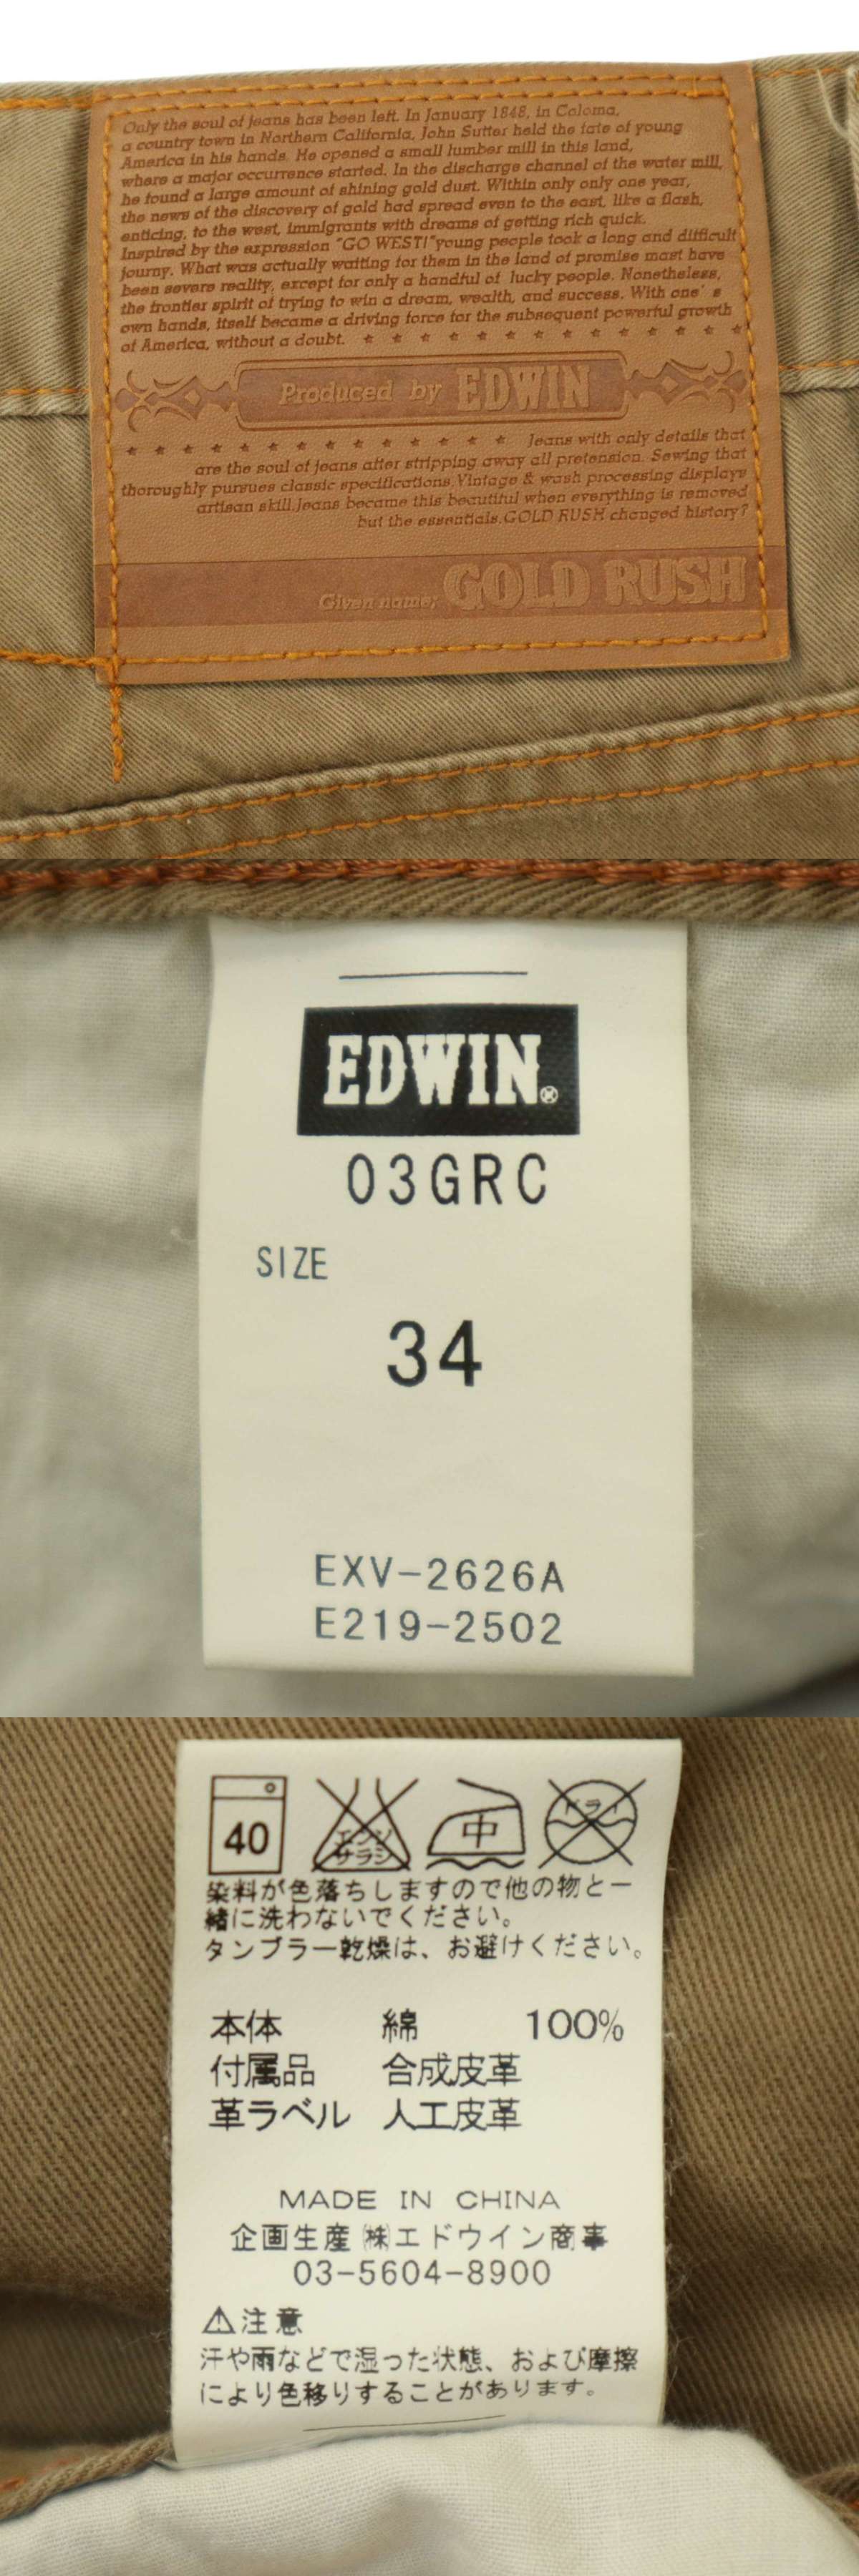 Only the soul of jeans has been left. In January 1848, in Coloma,
a country town in Northern California, John Sutter held the fate of young
America in his hands. He opened a small lumber mill in this land,
where a major occurrence started. In the discharge channel of the water mill,
he found a large amount of shining gold dust. Within only only one year,
the news of the discovery of gold had spread even to the east, like a flash,
enticing, to the west, immigrants with dreams of getting rich quick.
Inspired by the expression "GO WEST!"young people took a long and difficult
journy. What was actually waiting for them in the land of promise mast have
been severe reality, except for only a handful of lucky people. Nonetheless,
the frontier spirit of trying to win a dream, wealth, and success. With one's
own hands, itself became a driving force for the subsequent powerful growth
of America, without a doubt. * * * * * * * * * * * * * *
Produced by EDWIN
* * * * * * * * * * * * * * Jeans with only details that
are the soul of jeans after stripping away all pretension. Sewing that
thoroughly pursues classic specifications.Vintage & wash processing displays
artisan skill.Jeans became this beautiful when everything is removed
but the essentials.GOLD RUSH changed history?
Given name; GOLD RUSH
EDWIN®
03GRC
SIZE
34
EXV-2626A
E219-2502
40 エンソサラシ 中 ドライ
染料が色落ちしますので他の物と一
緒に洗わないでください。
タンブラー乾燥は、お避けください。
本体 綿 100%
付属品 合成皮革
革ラベル 人工皮革
MADE IN CHINA
企画生産 ㈱エドウイン商事
03-5604-8900
⚠注意
汗や雨などで湿った状態、および摩擦
により色移りすることがあります。